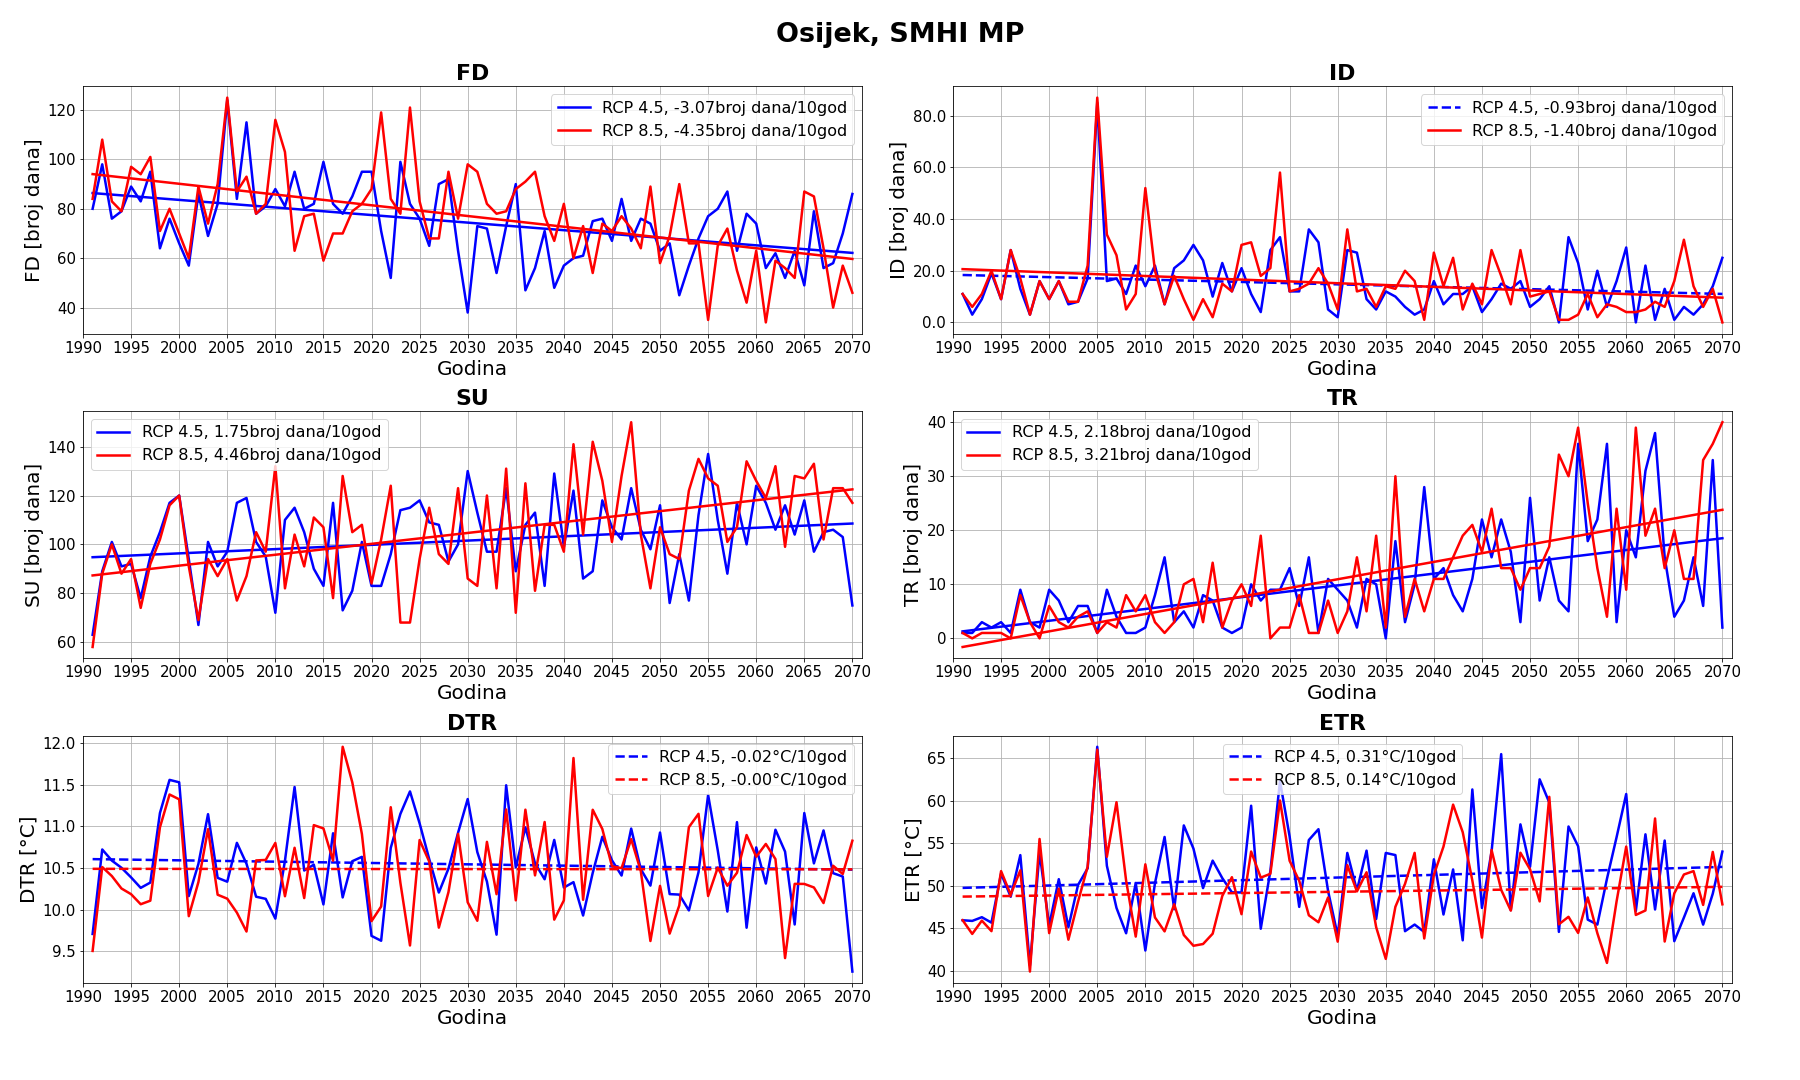 Osijek, SMHI MP
FD
FD [broj dana]
120
100
80
60
40
RCP 4.5, -3.07broj dana/10god
RCP 8.5, -4.35broj dana/10god
1990 1995 2000 2005 2010 2015 2020 2025 2030 2035 2040 2045 2050 2055 2060 2065 2070
Godina
ID
ID [broj dana]
80.0
60.0
40.0
20.0
0.0
RCP 4.5, -0.93broj dana/10god
RCP 8.5, -1.40broj dana/10god
1990 1995 2000 2005 2010 2015 2020 2025 2030 2035 2040 2045 2050 2055 2060 2065 2070
Godina
SU
SU [broj dana]
140
120
100
80
60
RCP 4.5, 1.75broj dana/10god
RCP 8.5, 4.46broj dana/10god
1990 1995 2000 2005 2010 2015 2020 2025 2030 2035 2040 2045 2050 2055 2060 2065 2070
Godina
TR
TR [broj dana]
40
30
20
10
0
RCP 4.5, 2.18broj dana/10god
RCP 8.5, 3.21broj dana/10god
1990 1995 2000 2005 2010 2015 2020 2025 2030 2035 2040 2045 2050 2055 2060 2065 2070
Godina
DTR
DTR [°C]
12.0
11.5
11.0
10.5
10.0
9.5
RCP 4.5, -0.02°C/10god
RCP 8.5, -0.00°C/10god
1990 1995 2000 2005 2010 2015 2020 2025 2030 2035 2040 2045 2050 2055 2060 2065 2070
Godina
ETR
ETR [°C]
65
60
55
50
45
40
RCP 4.5, 0.31°C/10god
RCP 8.5, 0.14°C/10god
1990 1995 2000 2005 2010 2015 2020 2025 2030 2035 2040 2045 2050 2055 2060 2065 2070
Godina